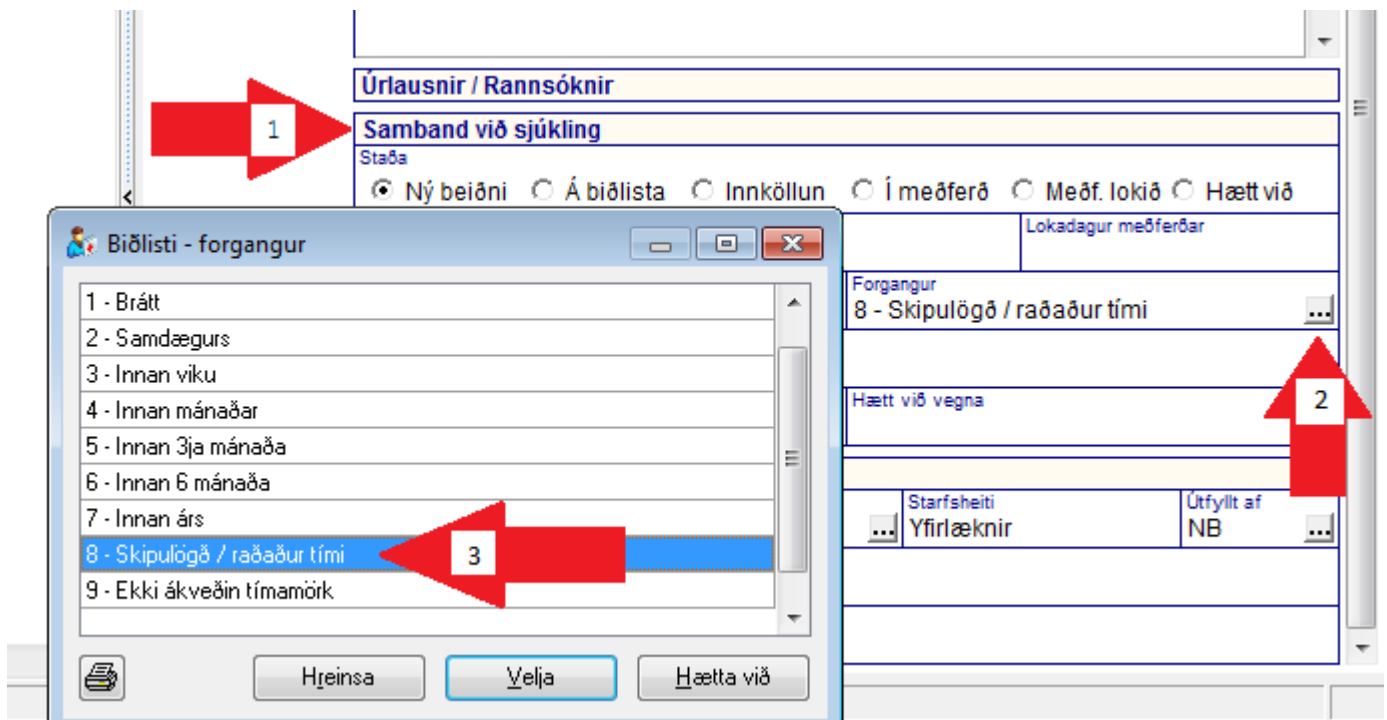 Úrlausnir / Rannsóknir
1
Samband við sjúkling
Staða
Ný beiðni Á biðlista Innköllun Í meðferð Meðf. lokið Hætt við
Lokadagur meðferðar
Forgangur
8 - Skipulögð / raðaður tími ...
2
Hætt við vegna
... Starfsheiti
Yfirlæknir
Útfyllt af
NB ...
Biðlisti - forgangur
1 - Brátt
2 - Samdægurs
3 - Innan viku
4 - Innan mánaðar
5 - Innan 3ja mánaða
6 - Innan 6 mánaða
7 - Innan árs
8 - Skipulögð / raðaður tími
3
9 - Ekki ákveðin tímamörk
Hreinsa Velja Hætta við